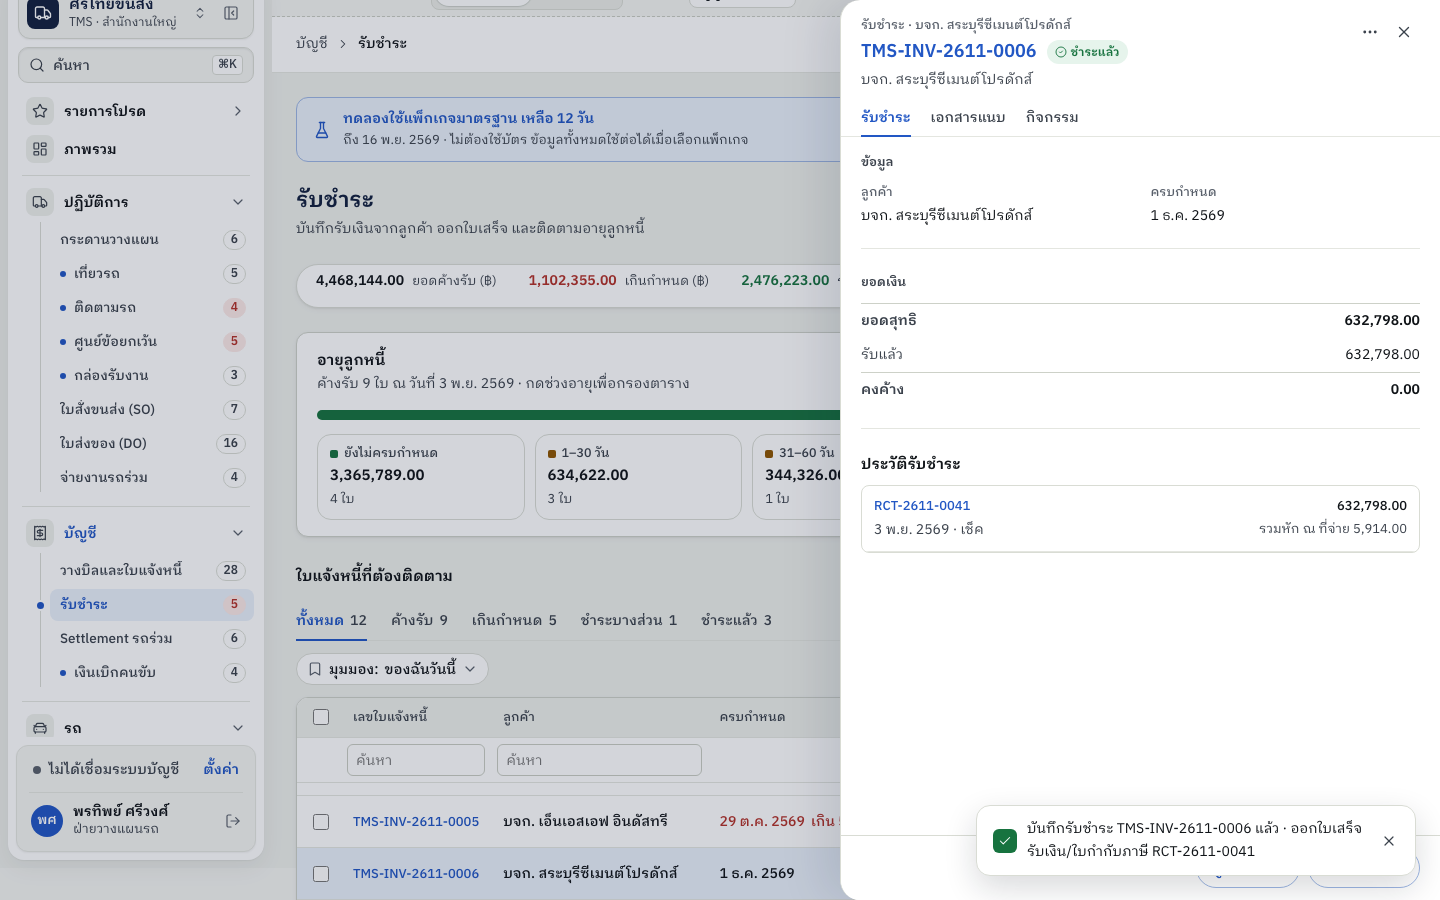 ศรีไทยขนส่ง
TMS · สำนักงานใหญ่
ค้นหา
⌘K
รายการโปรด
ภาพรวม
ปฏิบัติการ
กระดานวางแผน 6
เที่ยวรถ 5
ติดตามรถ 4
ศูนย์ข้อยกเว้น 5
กล่องรับงาน 3
ใบสั่งขนส่ง (SO) 7
ใบส่งของ (DO) 16
จ่ายงานรถร่วม 4
บัญชี
วางบิลและใบแจ้งหนี้ 28
รับชำระ 5
Settlement รถร่วม 6
เงินเบิกคนขับ 4
รถ
ไม่ได้เชื่อมระบบบัญชี ตั้งค่า
พศ
พรทิพย์ ศรีวงศ์
ฝ่ายวางแผนรถ
บัญชี > รับชำระ
ทดลองใช้แพ็กเกจมาตรฐาน เหลือ 12 วัน
ถึง 16 พ.ย. 2569 · ไม่ต้องใช้บัตร ข้อมูลทั้งหมดใช้ต่อได้เมื่อเลือกแพ็กเกจ
รับชำระ
บันทึกรับเงินจากลูกค้า ออกใบเสร็จ และติดตามอายุลูกหนี้
4,468,144.00 ยอดค้างรับ (฿) 1,102,355.00 เกินกำหนด (฿) 2,476,223.00
อายุลูกหนี้
ค้างรับ 9 ใบ ณ วันที่ 3 พ.ย. 2569 · กดช่วงอายุเพื่อกรองตาราง
ยังไม่ครบกำหนด
3,365,789.00
4 ใบ
1–30 วัน
634,622.00
3 ใบ
31–60 วัน
344,326.00
1 ใบ
ใบแจ้งหนี้ที่ต้องติดตาม
ทั้งหมด 12 ค้างรับ 9 เกินกำหนด 5 ชำระบางส่วน 1 ชำระแล้ว 3
มุมมอง: ของฉันวันนี้
เลขใบแจ้งหนี้ ลูกค้า ครบกำหนด
ค้นหา ค้นหา
TMS-INV-2611-0005 บจก. เอ็นเอสเอฟ อินดัสทรี 29 ต.ค. 2569 เกิน
TMS-INV-2611-0006 บจก. สระบุรีซีเมนต์โปรดักส์ 1 ธ.ค. 2569
รับชำระ · บจก. สระบุรีซีเมนต์โปรดักส์
TMS-INV-2611-0006 ชำระแล้ว
บจก. สระบุรีซีเมนต์โปรดักส์
รับชำระ เอกสารแนบ กิจกรรม
ข้อมูล
ลูกค้า ครบกำหนด
บจก. สระบุรีซีเมนต์โปรดักส์ 1 ธ.ค. 2569
ยอดเงิน
ยอดสุทธิ 632,798.00
รับแล้ว 632,798.00
คงค้าง 0.00
ประวัติรับชำระ
RCT-2611-0041 632,798.00
3 พ.ย. 2569 · เช็ค รวมหัก ณ ที่จ่าย 5,914.00
บันทึกรับชำระ TMS-INV-2611-0006 แล้ว · ออกใบเสร็จ
รับเงิน/ใบกำกับภาษี RCT-2611-0041